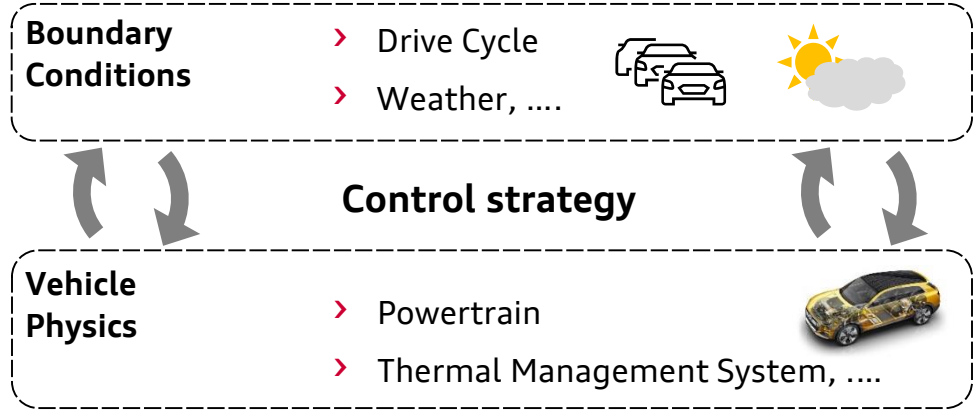 Boundary
Conditions
› Drive Cycle
› Weather, ....
Control strategy
Vehicle
Physics
› Powertrain
› Thermal Management System, ....